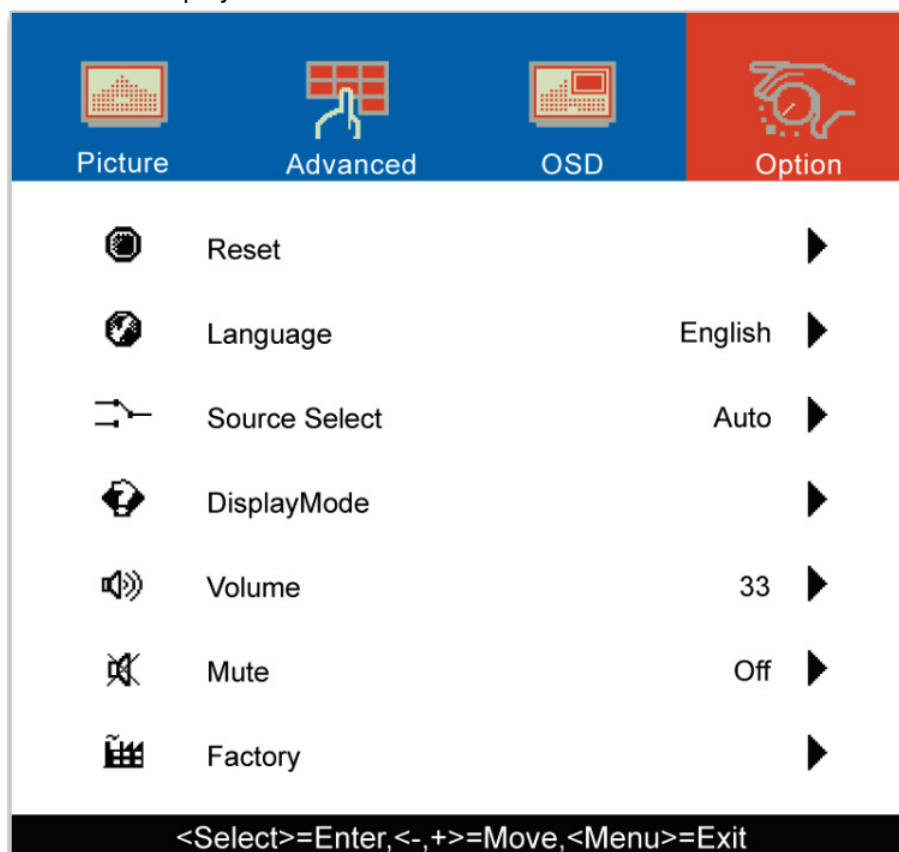 Picture Advanced OSD Option
Reset
Language English
Source Select Auto
DisplayMode
Volume 33
Mute Off
Factory
<Select>=Enter,<-,+>=Move,<Menu>=Exit